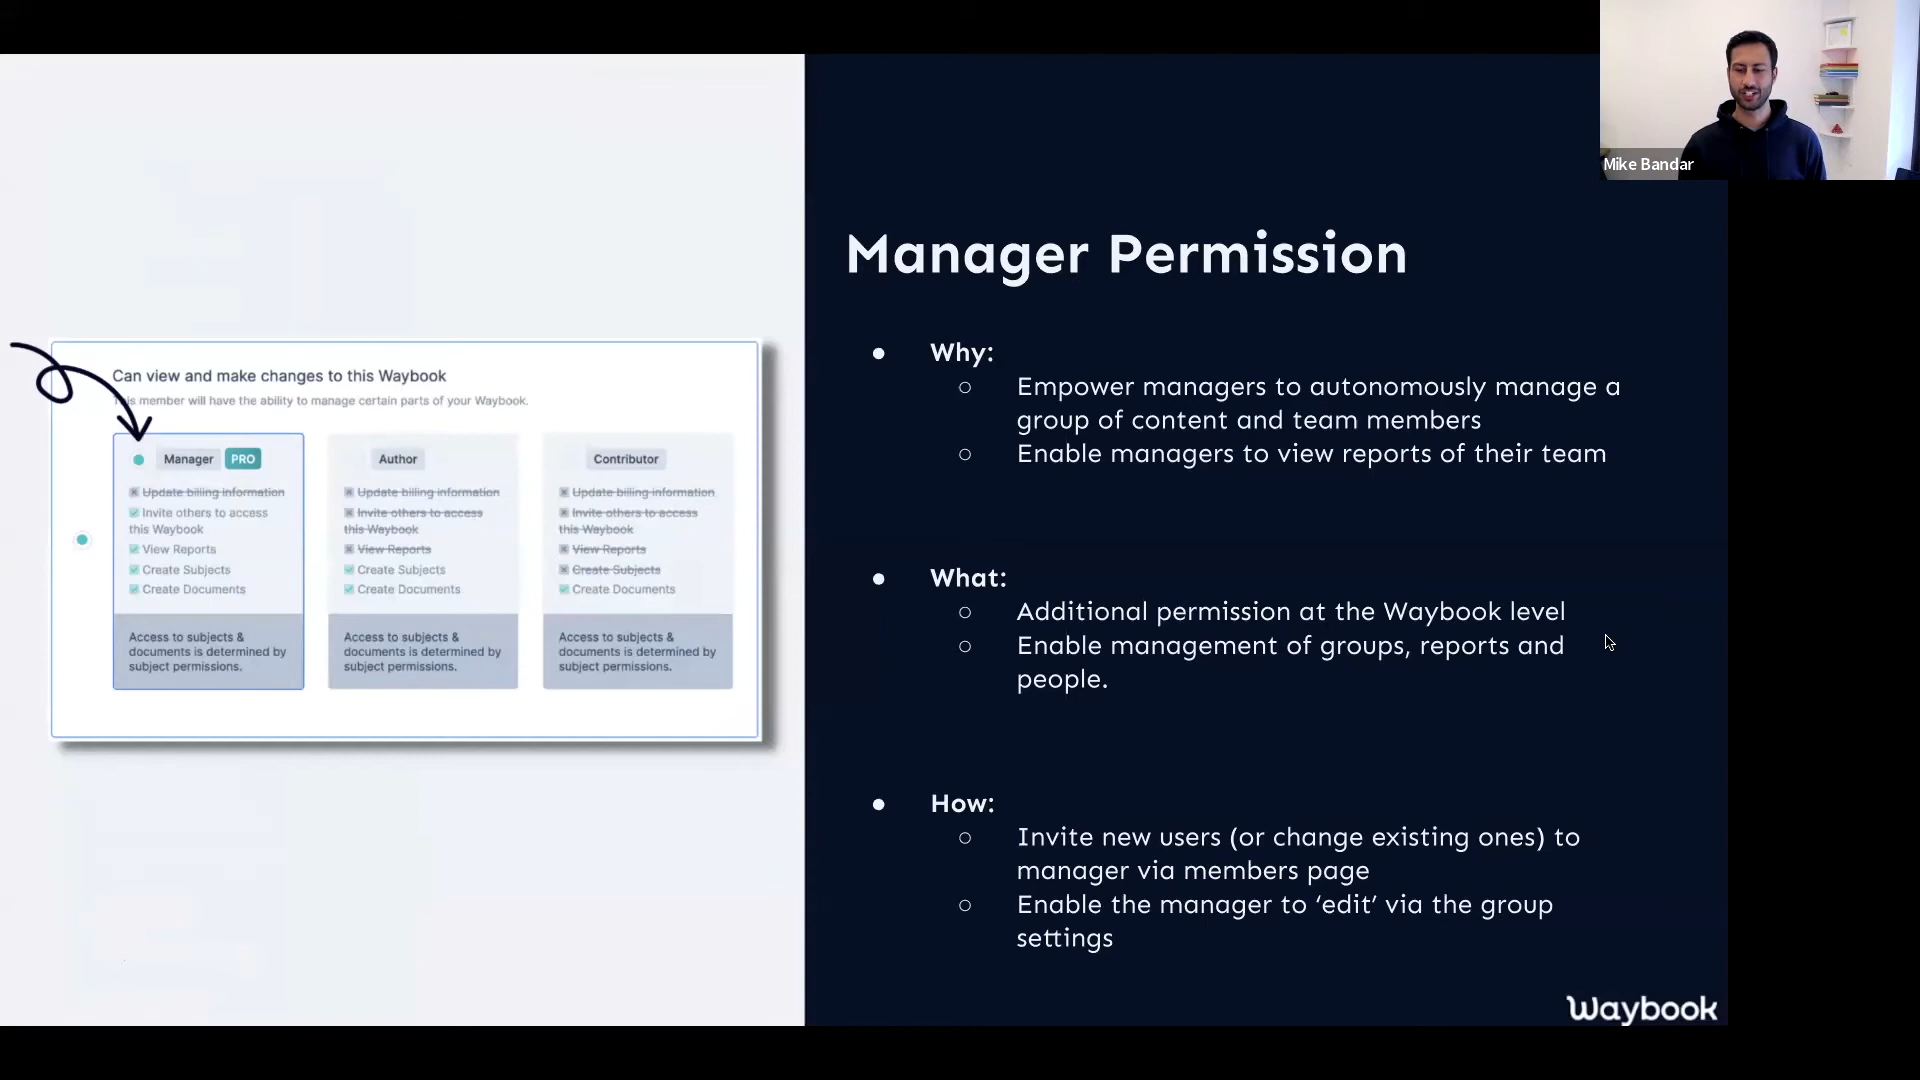 Mike Bandar
Manager Permission
Can view and make changes to this Waybook
This member will have the ability to manage certain parts of your Waybook.
Manager PRO
Update billing information
Invite others to access
this Waybook
View Reports
Create Subjects
Create Documents
Access to subjects &
documents is determined by
subject permissions.
Author
Update billing information
Invite others to access
this Waybook
View Reports
Create Subjects
Create Documents
Access to subjects &
documents is determined by
subject permissions.
Contributor
Update billing information
Invite others to access
this Waybook
View Reports
Create Subjects
Create Documents
Access to subjects &
documents is determined by
subject permissions.
Why:
Empower managers to autonomously manage a
group of content and team members
Enable managers to view reports of their team
What:
Additional permission at the Waybook level
Enable management of groups, reports and
people.
How:
Invite new users (or change existing ones) to
manager via members page
Enable the manager to ‘edit’ via the group
settings
Waybook